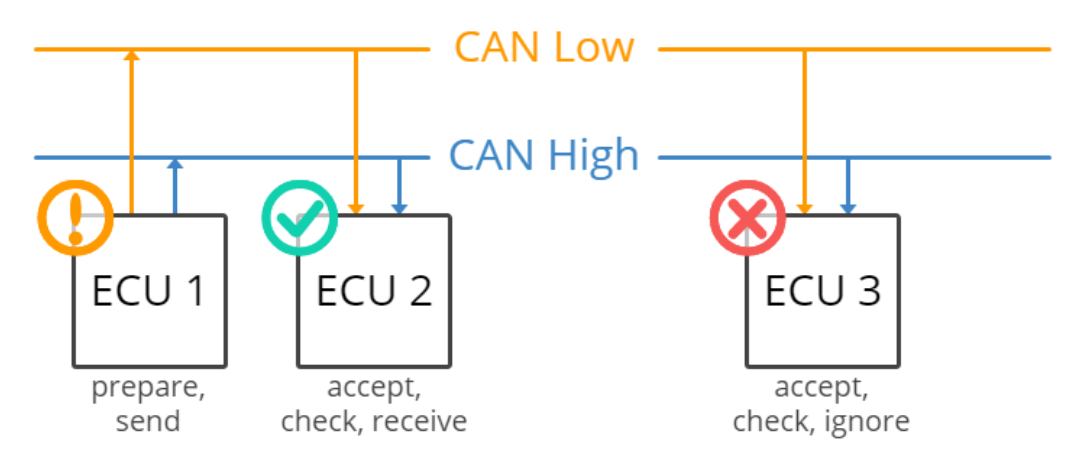 CAN Low
CAN High
ECU 1
ECU 2
ECU 3
prepare,
send
accept,
check, receive
accept,
check, ignore